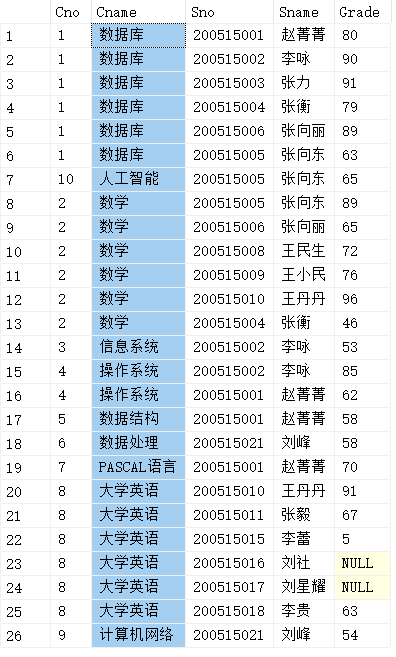 Cno Cname Sno Sname Grade
1 1 数据库 200515001 赵菁菁 80
2 1 数据库 200515002 李咏 90
3 1 数据库 200515003 张力 91
4 1 数据库 200515004 张衡 79
5 1 数据库 200515006 张向丽 89
6 1 数据库 200515005 张向东 63
7 10 人工智能 200515005 张向东 65
8 2 数学 200515005 张向东 89
9 2 数学 200515006 张向丽 65
10 2 数学 200515008 王民生 72
11 2 数学 200515009 王小民 76
12 2 数学 200515010 王丹丹 96
13 2 数学 200515004 张衡 46
14 3 信息系统 200515002 李咏 53
15 4 操作系统 200515002 李咏 85
16 4 操作系统 200515001 赵菁菁 62
17 5 数据结构 200515001 赵菁菁 58
18 6 数据处理 200515021 刘峰 58
19 7 PASCAL语言 200515001 赵菁菁 70
20 8 大学英语 200515010 王丹丹 91
21 8 大学英语 200515011 张毅 67
22 8 大学英语 200515015 李蕾 5
23 8 大学英语 200515016 刘社 NULL
24 8 大学英语 200515017 刘星耀 NULL
25 8 大学英语 200515018 李贵 63
26 9 计算机网络 200515021 刘峰 54